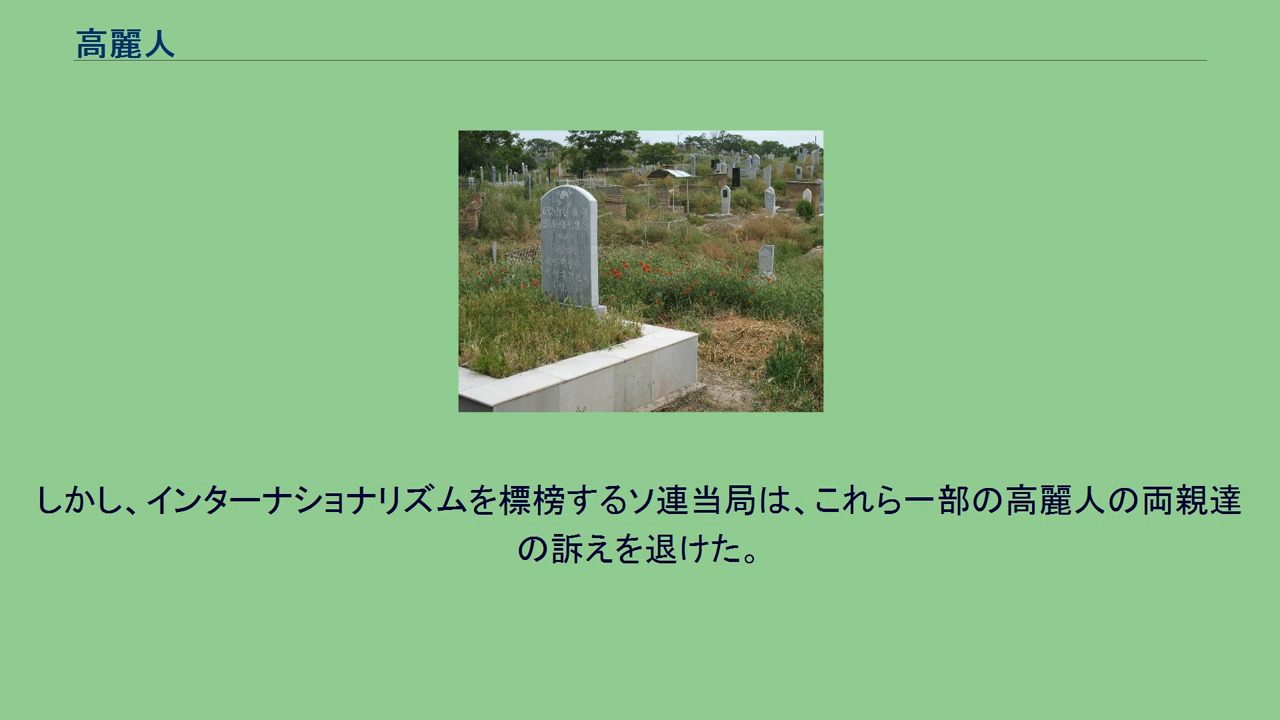 高麗人
しかし、インターナショナリズムを標榜するソ連当局は、これら一部の高麗人の両親達
の訴えを退けた。